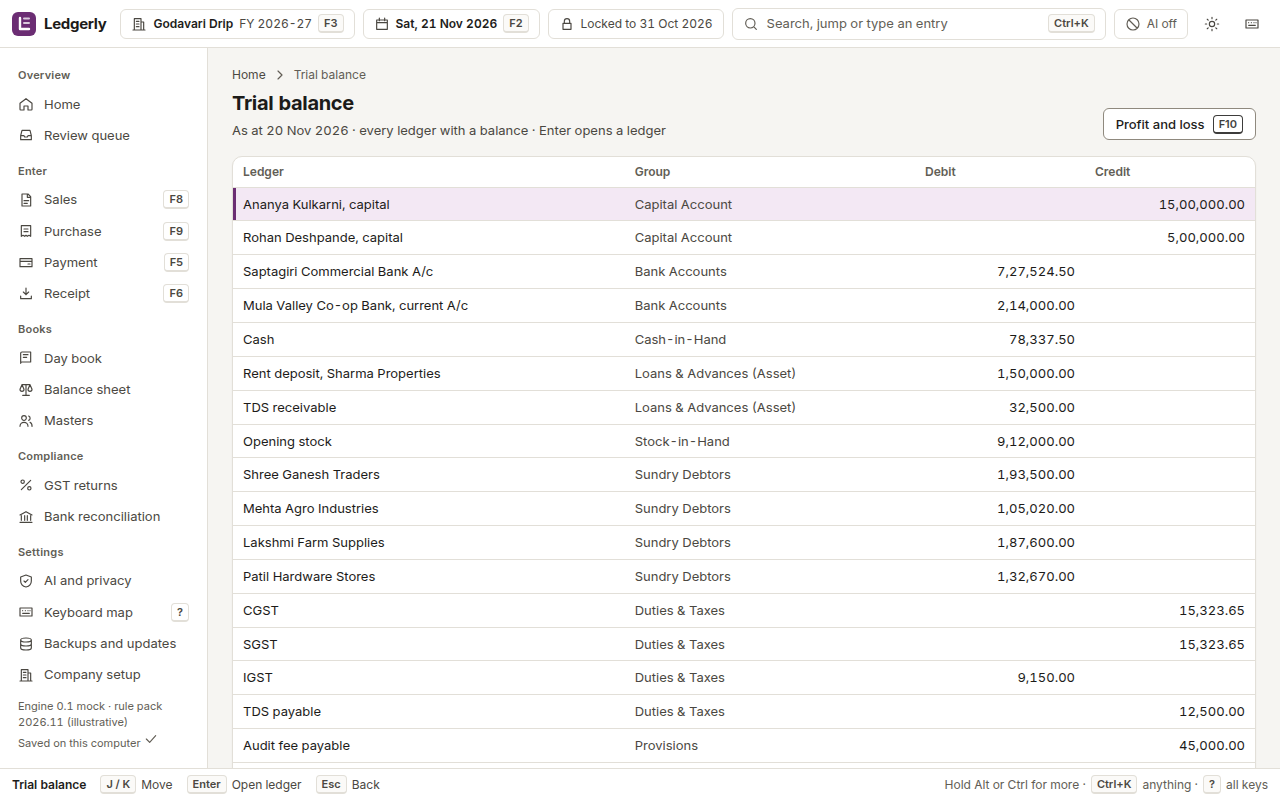 Ledgerly
Godavari Drip FY 2026-27 F3
Sat, 21 Nov 2026 F2
Locked to 31 Oct 2026
Search, jump or type an entry Ctrl+K
AI off
Overview
Home
Review queue
Enter
Sales F8
Purchase F9
Payment F5
Receipt F6
Books
Day book
Balance sheet
Masters
Compliance
GST returns
Bank reconciliation
Settings
AI and privacy
Keyboard map ?
Backups and updates
Company setup
Engine 0.1 mock · rule pack
2026.11 (illustrative)
Saved on this computer
Home > Trial balance
Trial balance
As at 20 Nov 2026 · every ledger with a balance · Enter opens a ledger
Profit and loss F10
Ledger Group Debit Credit
Ananya Kulkarni, capital Capital Account 15,00,000.00
Rohan Deshpande, capital Capital Account 5,00,000.00
Saptagiri Commercial Bank A/c Bank Accounts 7,27,524.50
Mula Valley Co-op Bank, current A/c Bank Accounts 2,14,000.00
Cash Cash-in-Hand 78,337.50
Rent deposit, Sharma Properties Loans & Advances (Asset) 1,50,000.00
TDS receivable Loans & Advances (Asset) 32,500.00
Opening stock Stock-in-Hand 9,12,000.00
Shree Ganesh Traders Sundry Debtors 1,93,500.00
Mehta Agro Industries Sundry Debtors 1,05,020.00
Lakshmi Farm Supplies Sundry Debtors 1,87,600.00
Patil Hardware Stores Sundry Debtors 1,32,670.00
CGST Duties & Taxes 15,323.65
SGST Duties & Taxes 15,323.65
IGST Duties & Taxes 9,150.00
TDS payable Duties & Taxes 12,500.00
Audit fee payable Provisions 45,000.00
Trial balance J / K Move Enter Open ledger Esc Back
Hold Alt or Ctrl for more · Ctrl+K anything · ? all keys